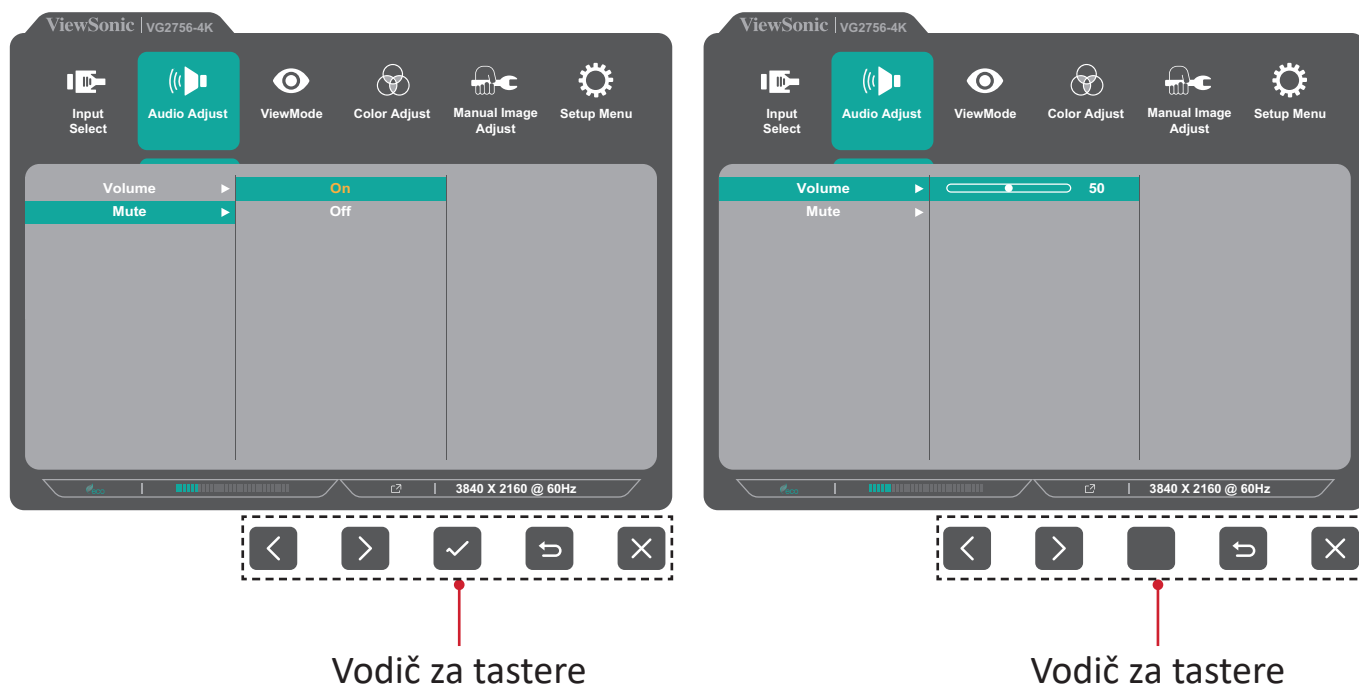 ViewSonic VG2756-4K
Input
Select
Audio Adjust
ViewMode
Color Adjust
Manual Image
Adjust
Setup Menu
Volume
On
Mute
Off
eco
3840 X 2160 @ 60Hz
Vodič za tastere
ViewSonic VG2756-4K
Input
Select
Audio Adjust
ViewMode
Color Adjust
Manual Image
Adjust
Setup Menu
Volume
50
Mute
eco
3840 X 2160 @ 60Hz
Vodič za tastere